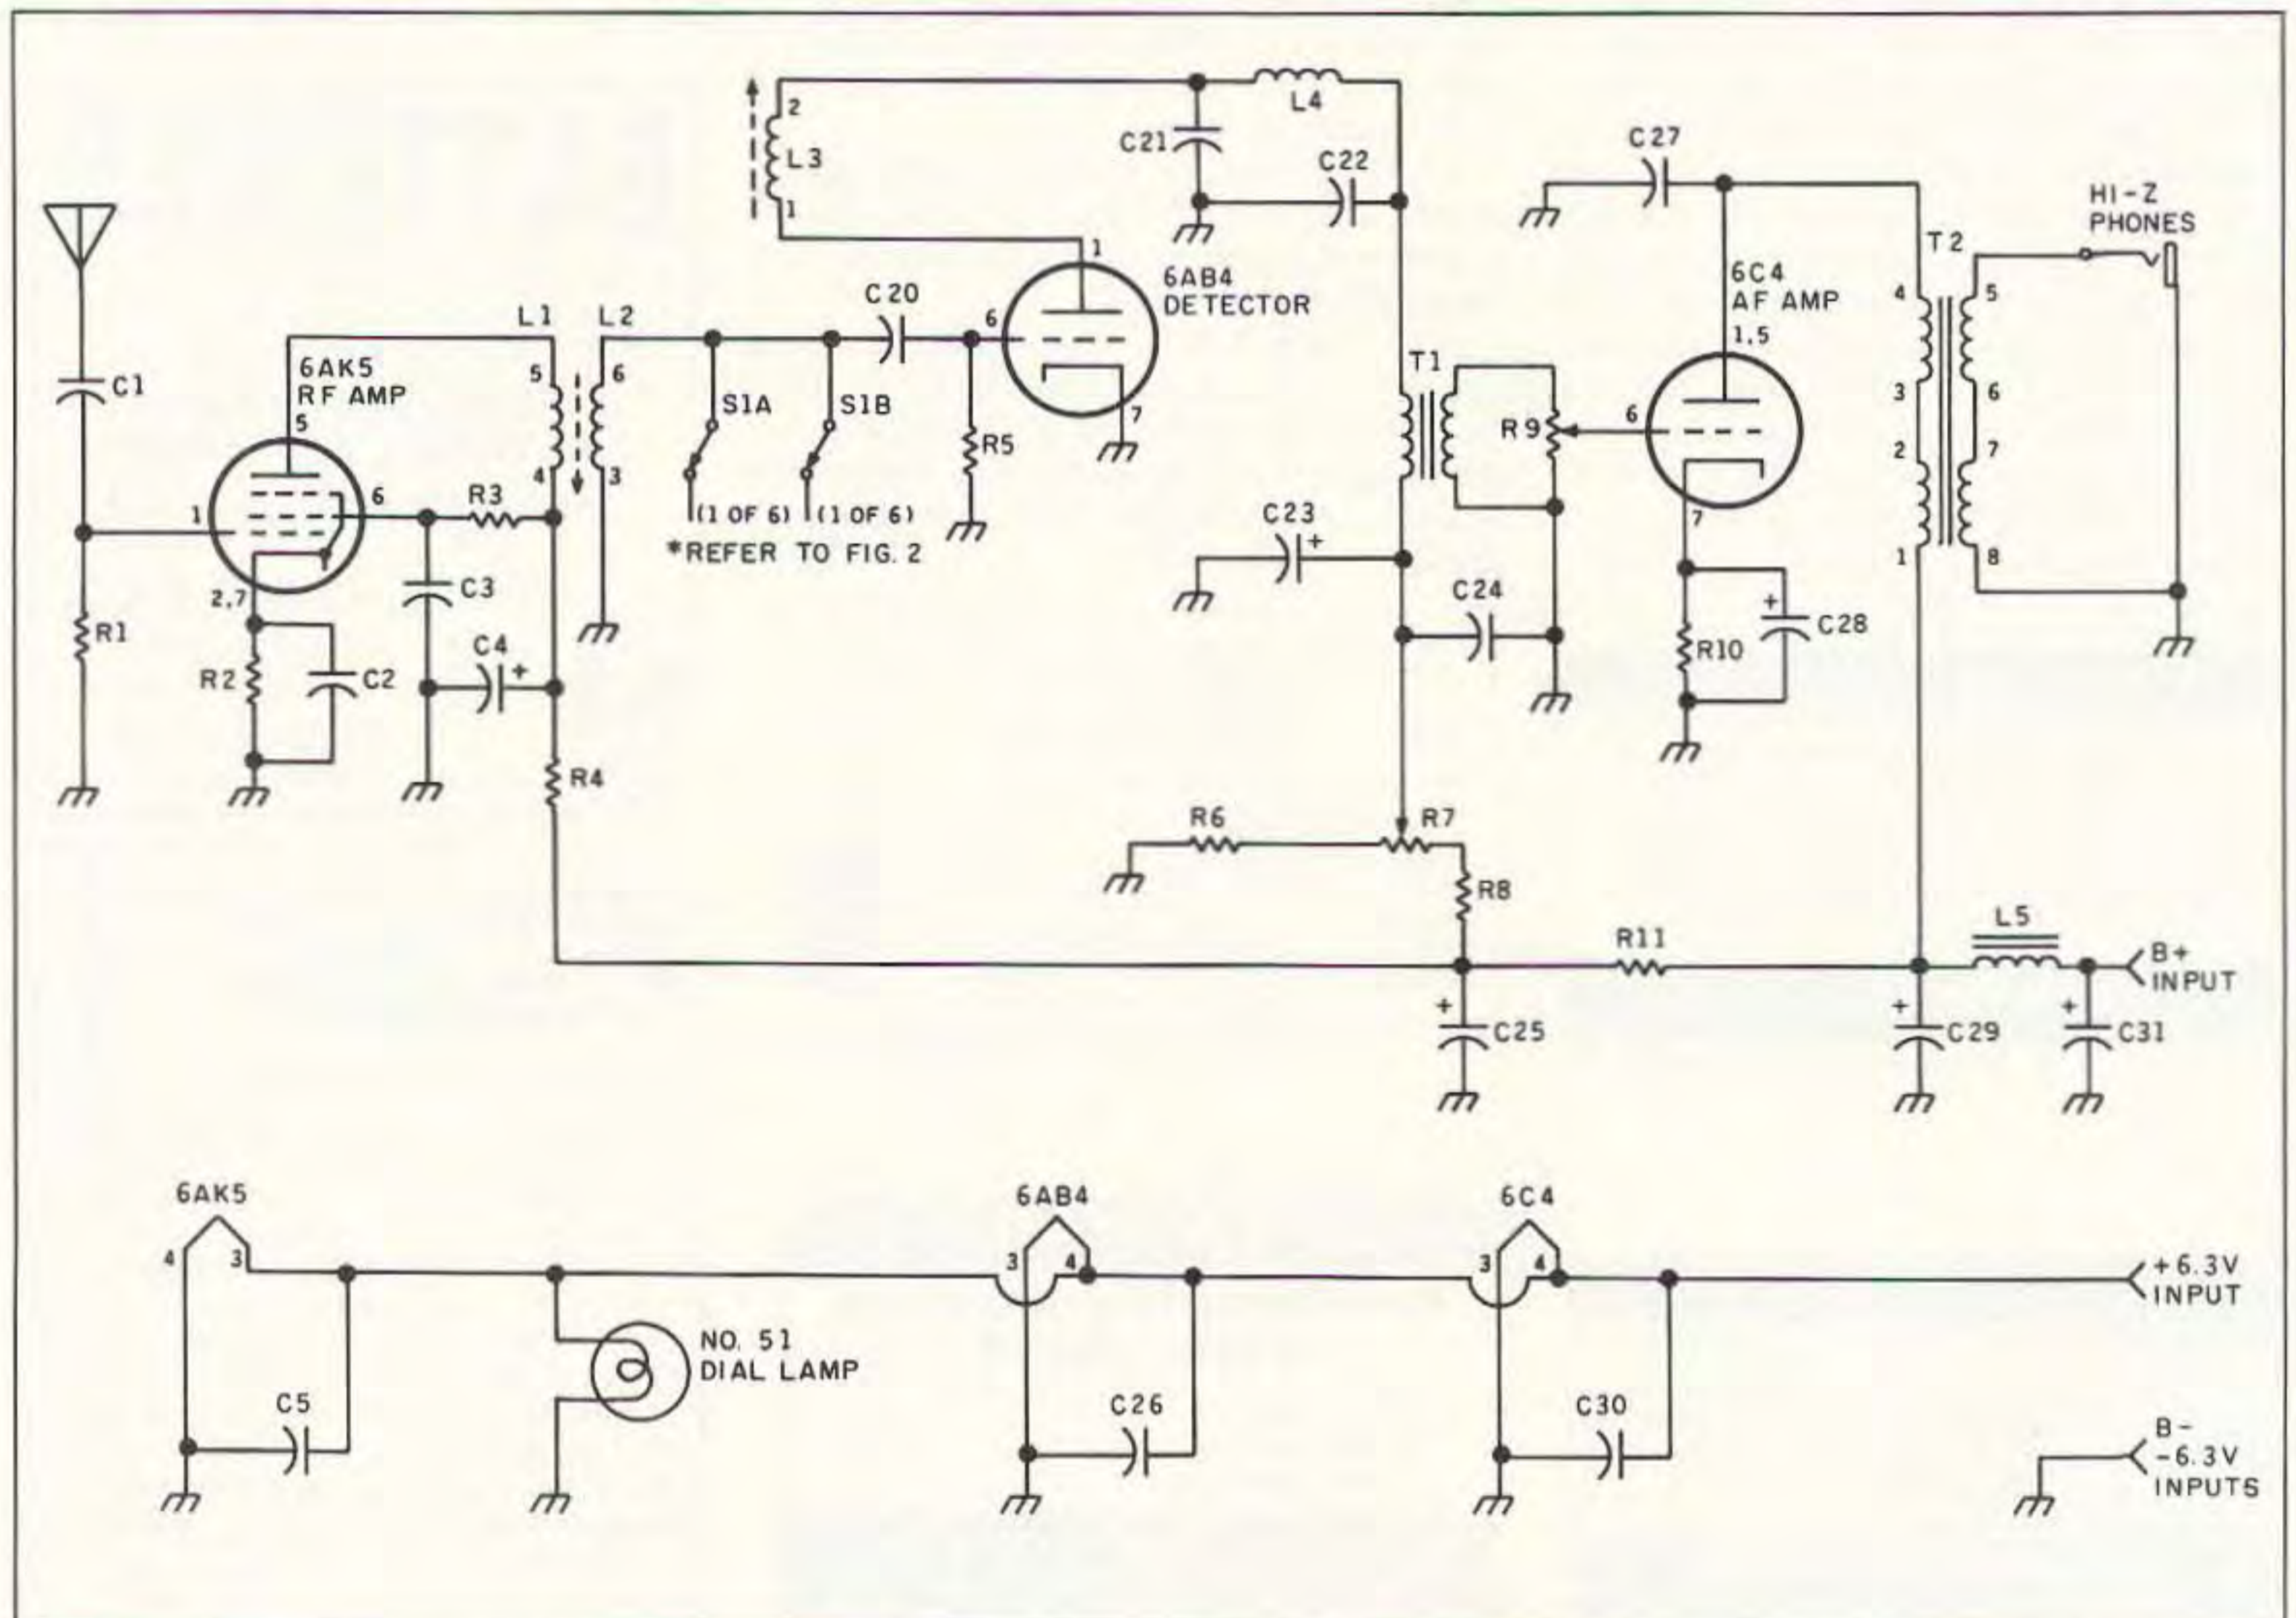 2
L3
1
C21
L4
C22
C27
HI-Z
PHONES
T2
C1
6AK5
RF AMP
5
L1
L2
5
6
4
3
S1A
S1B
(1 OF 6)
(1 OF 6)
*REFER TO FIG. 2
C20
6
1
6AB4
DETECTOR
7
R5
T1
R9
6
6C4
AF AMP
1,5
7
4
3
2
1
5
6
7
8
1
6
R3
2,7
R1
R2
C2
C3
C4
+
R4
C23
+
C24
R10
+
C28
R6
R7
R8
R11
L5
B+
INPUT
+
C25
+
C29
+
C31
6AK5
4
3
C5
NO. 51
DIAL LAMP
6AB4
3
4
C26
6C4
3
4
C30
+6.3V
INPUT
B-
-6.3V
INPUTS